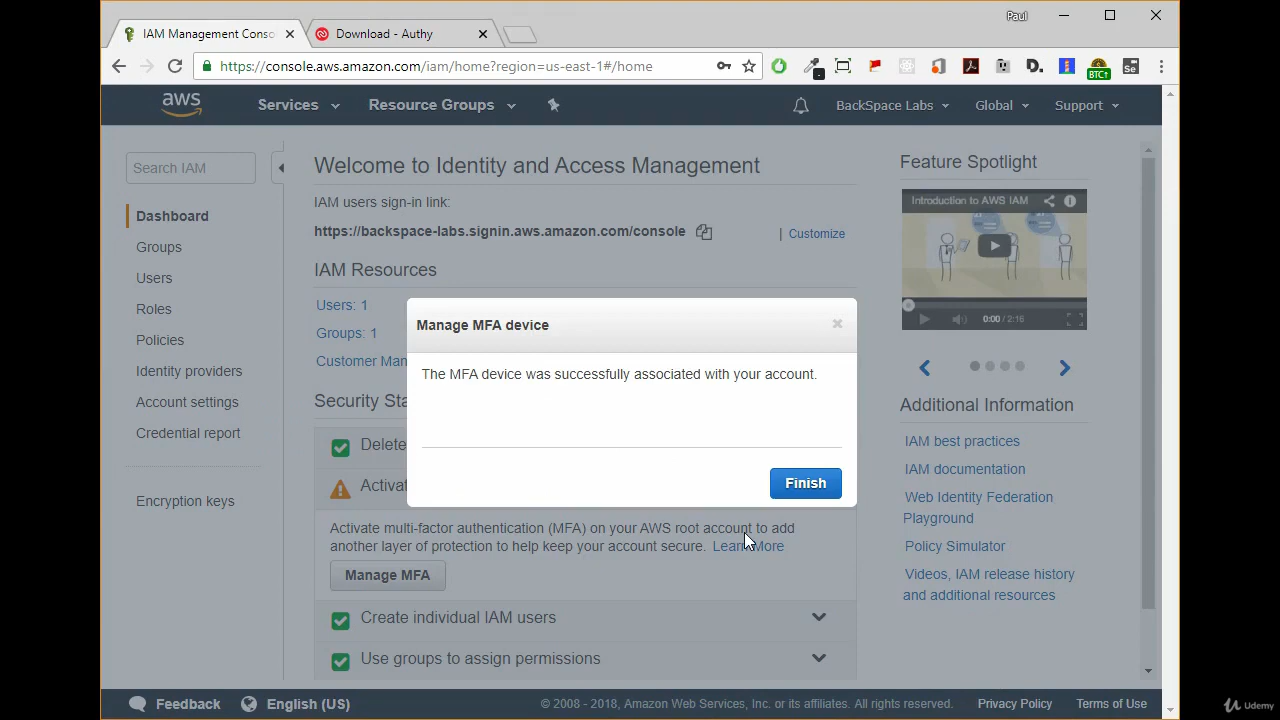 Paul
IAM Management Conso
Download - Authy
https://console.aws.amazon.com/iam/home?region=us-east-1#/home
D.
BTC↑
Se
aws
Services
Resource Groups
BackSpace Labs
Global
Support
Search IAM
Dashboard
Groups
Users
Roles
Policies
Identity providers
Account settings
Credential report
Encryption keys
Welcome to Identity and Access Management
IAM users sign-in link:
https://backspace-labs.signin.aws.amazon.com/console
| Customize
IAM Resources
Users: 1
Groups: 1
Customer Man
Security Sta
Delete
Activat
Manage MFA device
The MFA device was successfully associated with your account.
Finish
Activate multi-factor authentication (MFA) on your AWS root account to add
another layer of protection to help keep your account secure. Learn More
Manage MFA
Create individual IAM users
Use groups to assign permissions
Feature Spotlight
Introduction to AWS IAM
0:00 / 2:16
Additional Information
IAM best practices
IAM documentation
Web Identity Federation
Playground
Policy Simulator
Videos, IAM release history
and additional resources
Feedback
English (US)
© 2008 - 2018, Amazon Web Services, Inc. or its affiliates. All rights reserved.
Privacy Policy
Terms of Use
Udemy